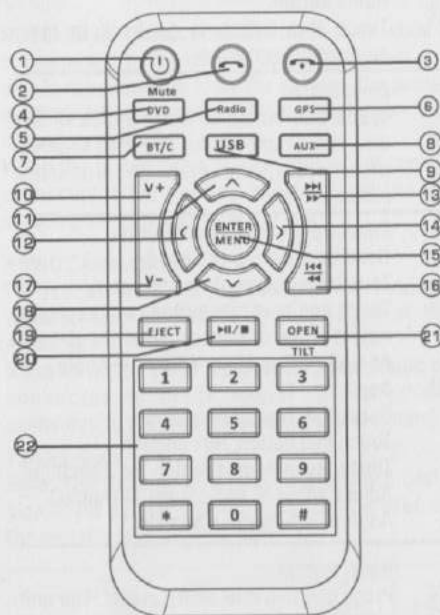 1 3
2
Mute
4 DVD Radio GPS 6
5
7 BT/C USB AUX 8
9
10 V+ 13
11
12 ENTER 14
MENU 15
17 V- 16
18
19 EJECT OPEN 21
20 TILT
1 2 3
4 5 6
22
7 8 9
* 0 #